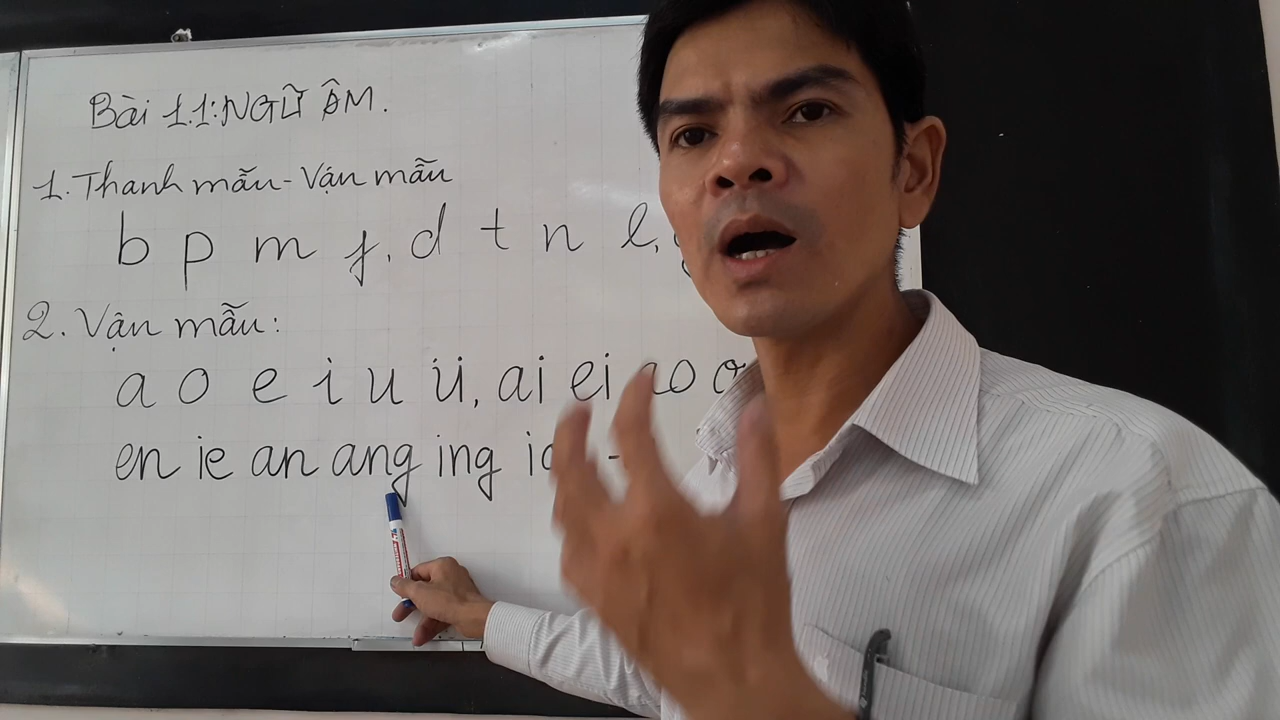 Bài 1.1: NGỮ ÂM.
1. Thanh mẫu - Vận mẫu
b p m f, d t n l,
2. Vận mẫu:
a o e i u ü, ai ei ao o
en ie an ang ing